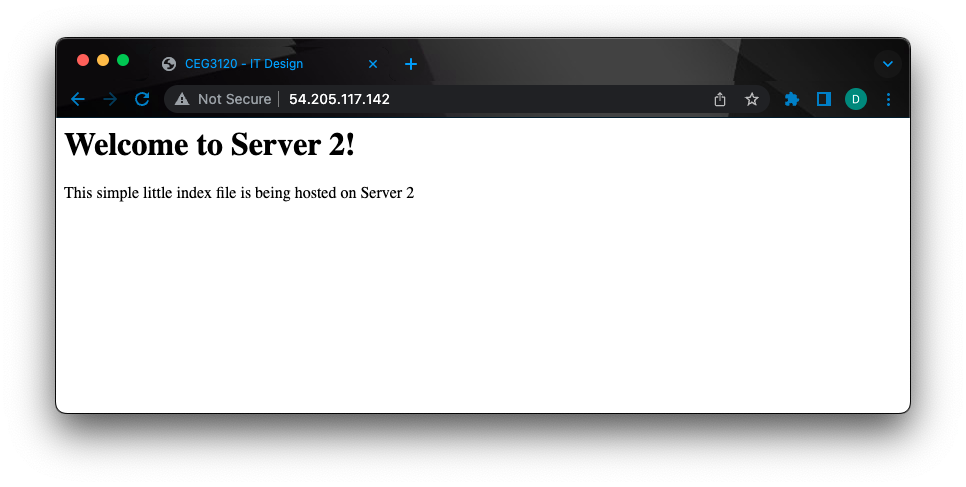 CEG3120 - IT Design
Not Secure | 54.205.117.142
D
Welcome to Server 2!
This simple little index file is being hosted on Server 2